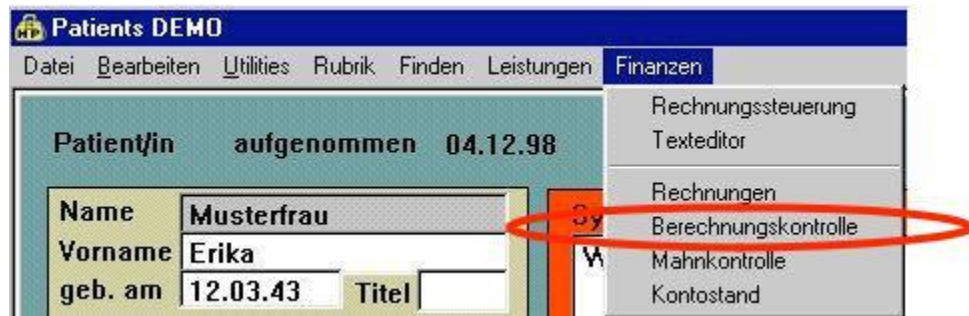 Patients DEMO
Datei Bearbeiten Utilities Rubrik Finden Leistungen Finanzen
Rechnungssteuerung
Texteditor
Rechnungen
Berechnungskontrolle
Mahnkontrolle
Kontostand
Patient/in aufgenommen 04.12.98
Name Musterfrau
Vorname Erika
geb. am 12.03.43 Titel
Sy
W